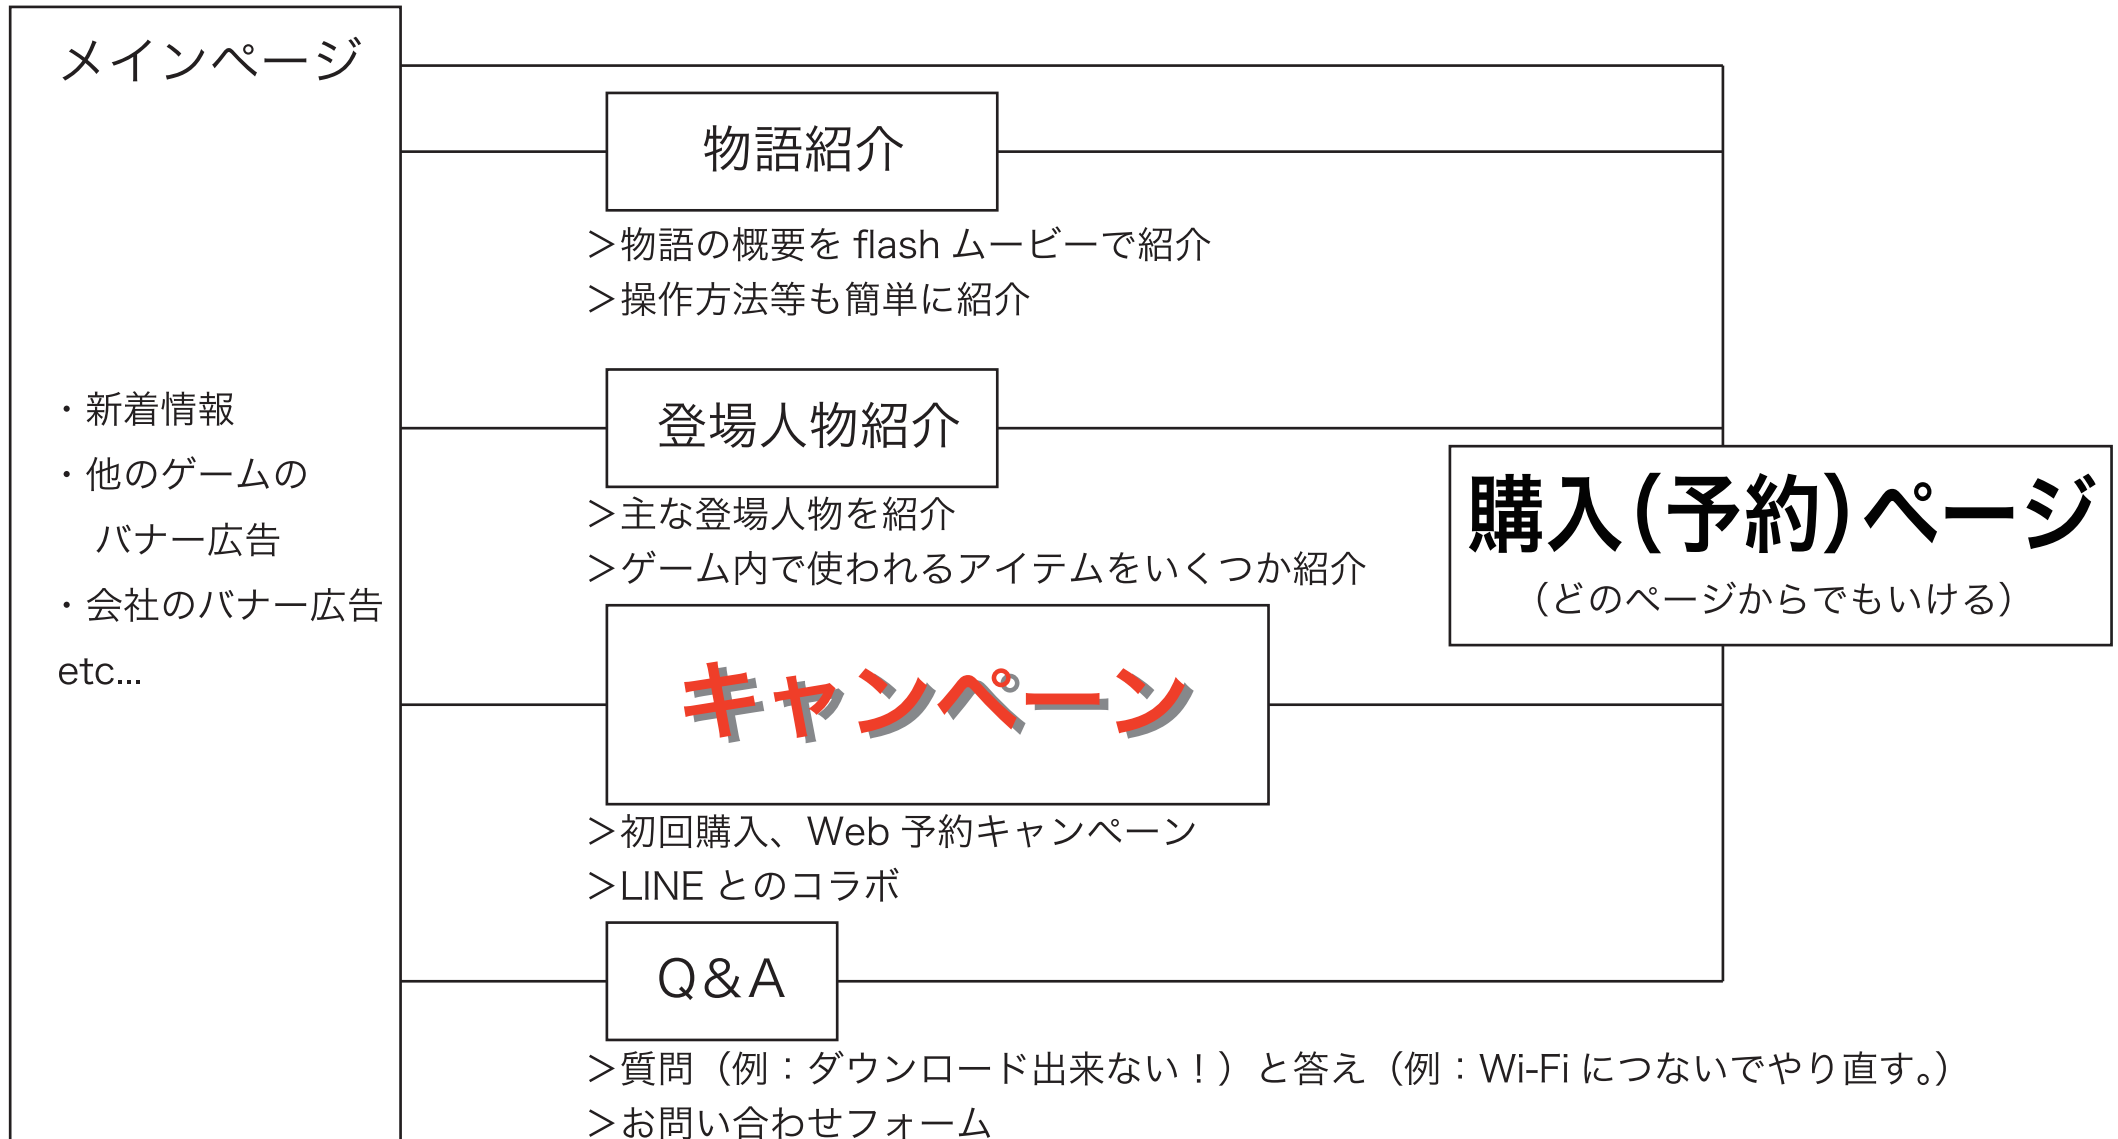 メインページ
・新着情報
・他のゲームの
バナー広告
・会社のバナー広告
etc...
物語紹介
＞物語の概要を flash ムービーで紹介
＞操作方法等も簡単に紹介
登場人物紹介
＞主な登場人物を紹介
＞ゲーム内で使われるアイテムをいくつか紹介
キャンペーン
＞初回購入、Web 予約キャンペーン
＞LINE とのコラボ
Q&A
＞質問（例：ダウンロード出来ない！）と答え（例：Wi-Fi につないでやり直す。）
＞お問い合わせフォーム
購入（予約）ページ
（どのページからでもいける）